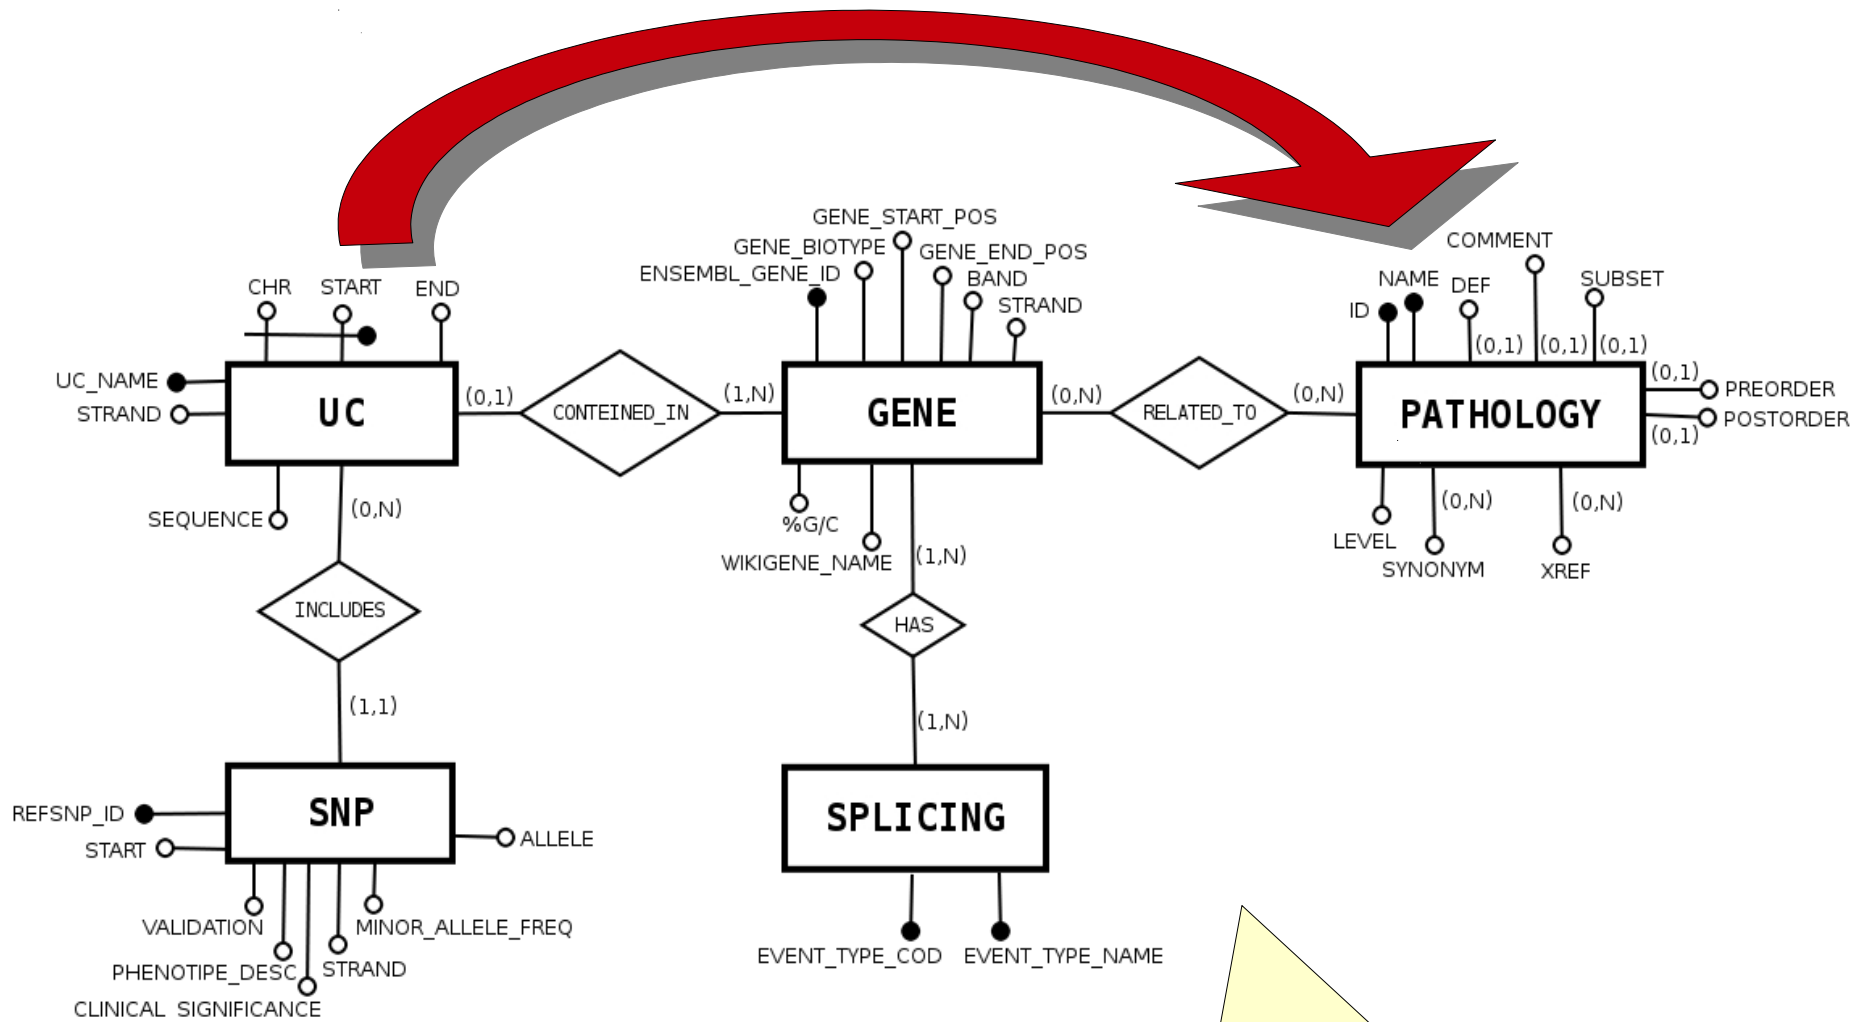 GENE_START_POS
COMMENT
GENE_BIOTYPE
GENE_END_POS
ENSEMBL_GENE_ID
BAND
NAME
DEF
SUBSET
CHR
START
END
STRAND
ID
(0,1)
(0,1)
(0,1)
UC_NAME
(0,1)
PREORDER
STRAND
UC
(0,1)
CONTEINED_IN
(1,N)
GENE
(0,N)
RELATED_TO
(0,N)
PATHOLOGY
POSTORDER
(0,1)
SEQUENCE
(0,N)
%G/C
(0,N)
(0,N)
WIKIGENE_NAME
(1,N)
LEVEL
SYNONYM
XREF
INCLUDES
HAS
(1,1)
(1,N)
REFSNP_ID
SNP
SPLICING
START
ALLELE
VALIDATION
MINOR_ALLELE_FREQ
PHENOTIPE_DESC
STRAND
EVENT_TYPE_COD
EVENT_TYPE_NAME
CLINICAL_SIGNIFICANCE